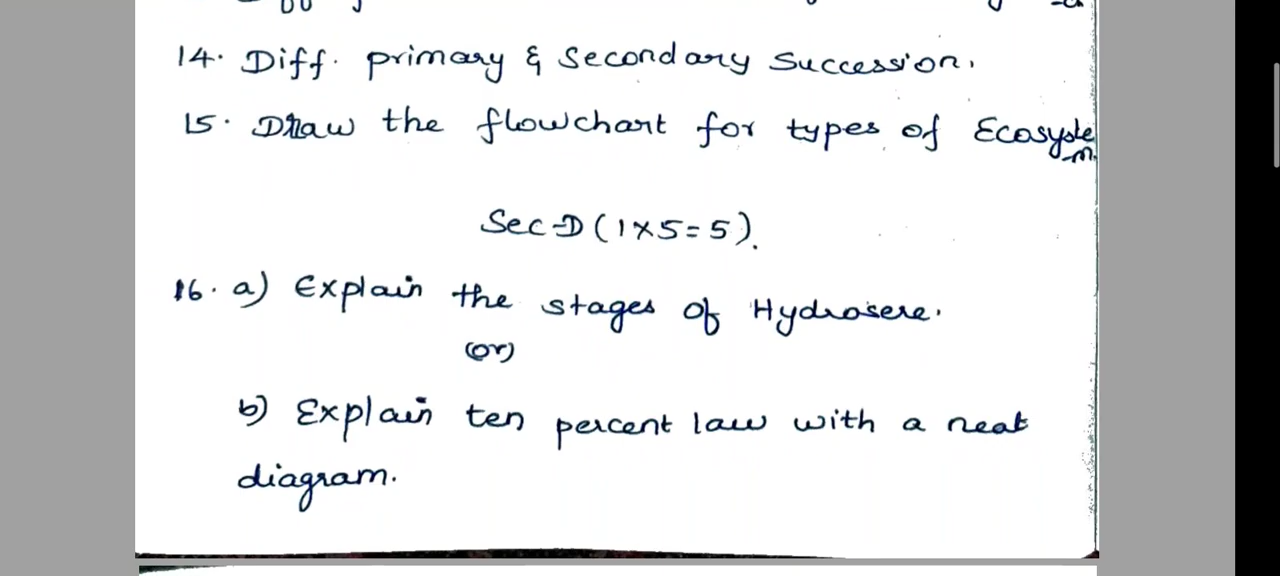 14. Diff. primary & Secondary Succession.
15. Draw the flowchart for types of Ecosyste
-m.
Sec-D (1×5=5).
16. a) Explain the stages of Hydrosere.
(or)
b) Explain ten percent law with a neat
diagram.